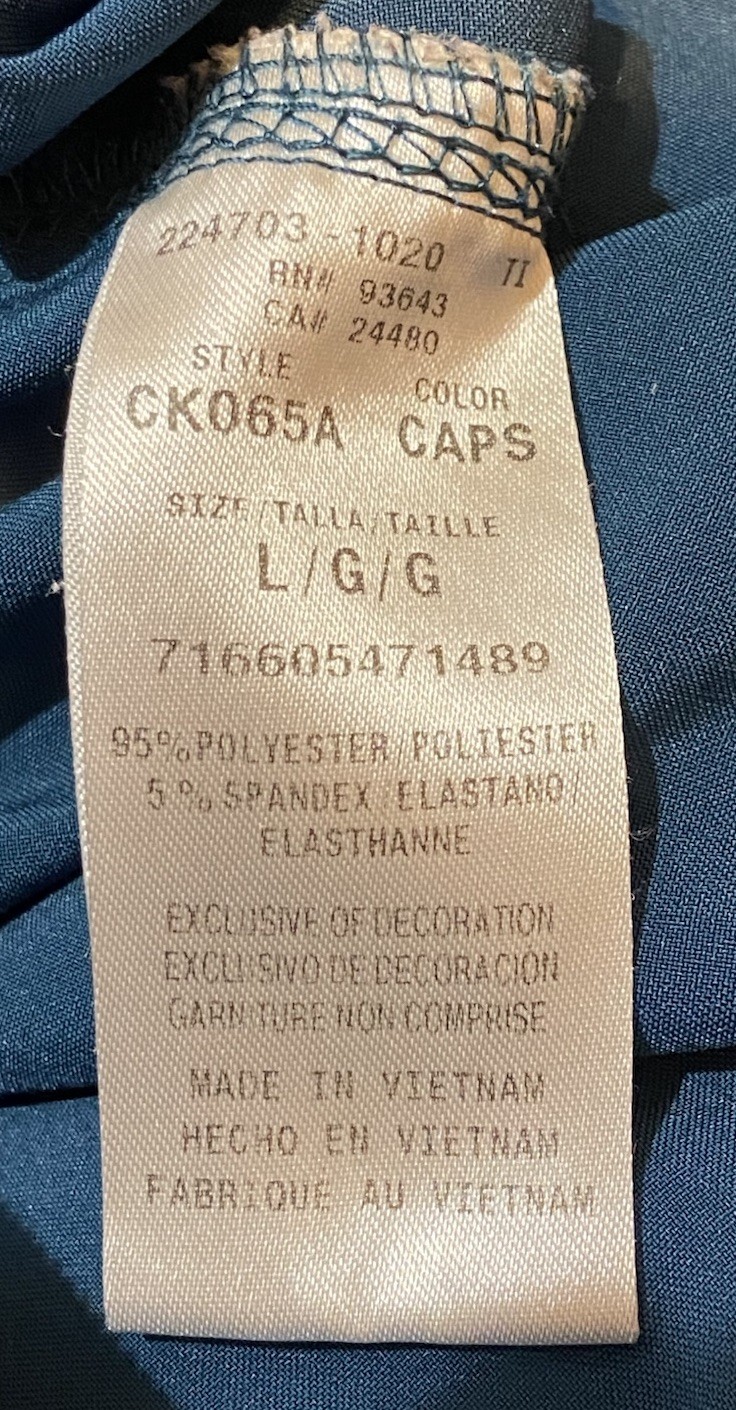 224703-1020 TI
RN# 93643
CA# 24480
STYLE COLOR
CK065A CAPS
SIZE/TALLA/TAILLE
L/G/G
716605471489
95%POLYESTER/POLIESTER
5%SPANDEX/ELASTANO/
ELASTHANNE
EXCLUSIVE OF DECORATION
EXCLUSIVO DE DECORACIÓN
GARNITURE NON COMPRISE
MADE IN VIETNAM
HECHO EN VIETNAM
FABRIQUE AU VIETNAM